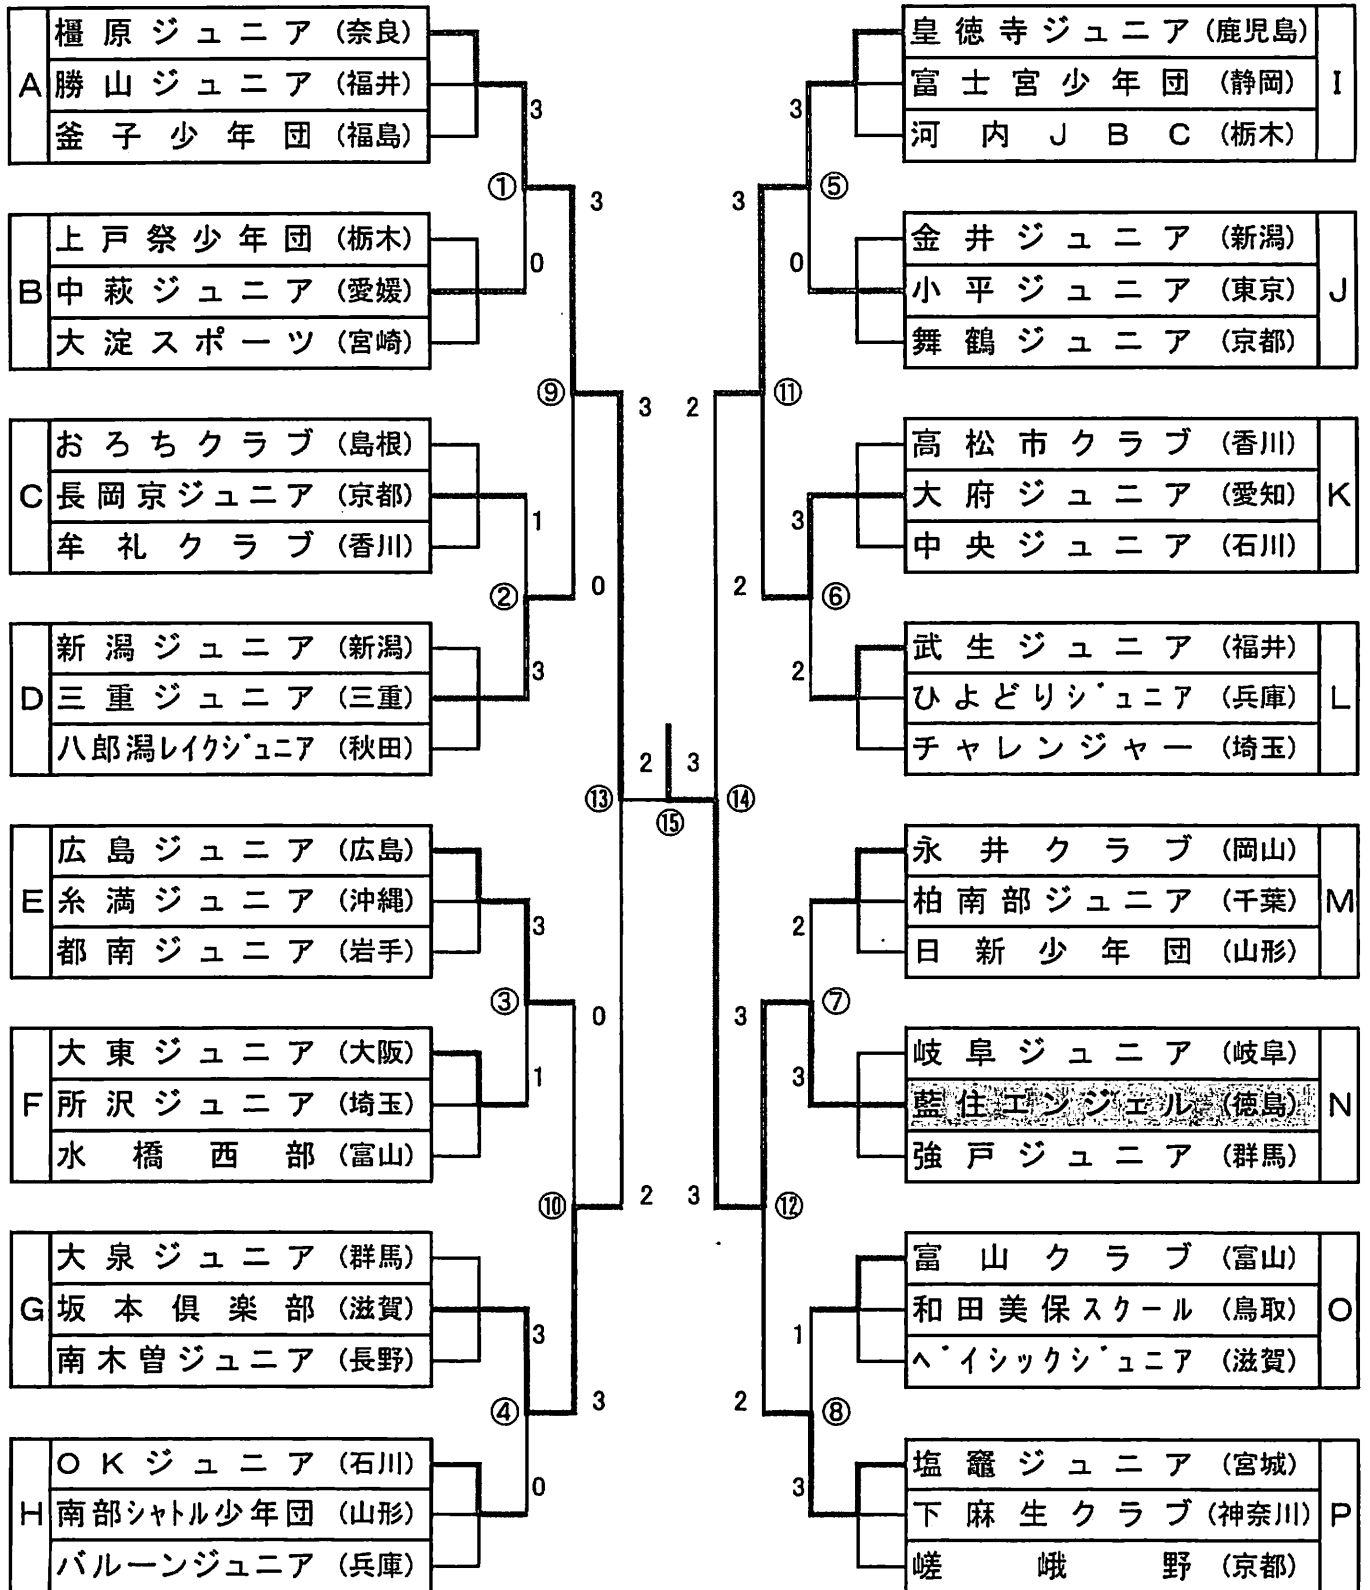 A
橿原ジュニア (奈良)
勝山ジュニア (福井)
釜子少年団 (福島)
B
上戸祭少年団 (栃木)
中萩ジュニア (愛媛)
大淀スポーツ (宮崎)
C
おろちクラブ (島根)
長岡京ジュニア (京都)
牟礼クラブ (香川)
D
新潟ジュニア (新潟)
三重ジュニア (三重)
八郎潟レイクジュニア (秋田)
E
広島ジュニア (広島)
糸満ジュニア (沖縄)
都南ジュニア (岩手)
F
大東ジュニア (大阪)
所沢ジュニア (埼玉)
水橋西部 (富山)
G
大泉ジュニア (群馬)
坂本倶楽部 (滋賀)
南木曽ジュニア (長野)
H
OKジュニア (石川)
南部シャトル少年団 (山形)
バルーンジュニア (兵庫)
3
①
0
1
②
3
3
③
1
3
④
0
3
⑨
0
0
⑩
3
3
⑬
2
2
⑮
3
2
⑭
3
3
⑪
2
3
⑫
2
3
⑤
0
3
⑥
2
2
⑦
3
1
⑧
3
皇徳寺ジュニア (鹿児島)
富士宮少年団 (静岡)
河内JBC (栃木)
I
金井ジュニア (新潟)
小平ジュニア (東京)
舞鶴ジュニア (京都)
J
高松市クラブ (香川)
大府ジュニア (愛知)
中央ジュニア (石川)
K
武生ジュニア (福井)
ひよどりジュニア (兵庫)
チャレンジャー (埼玉)
L
永井クラブ (岡山)
柏南部ジュニア (千葉)
日新少年団 (山形)
M
岐阜ジュニア (岐阜)
藍住エンジェル (徳島)
強戸ジュニア (群馬)
N
富山クラブ (富山)
和田美保スクール (鳥取)
ベイシックジュニア (滋賀)
O
塩竈ジュニア (宮城)
下麻生クラブ (神奈川)
嵯峨野 (京都)
P